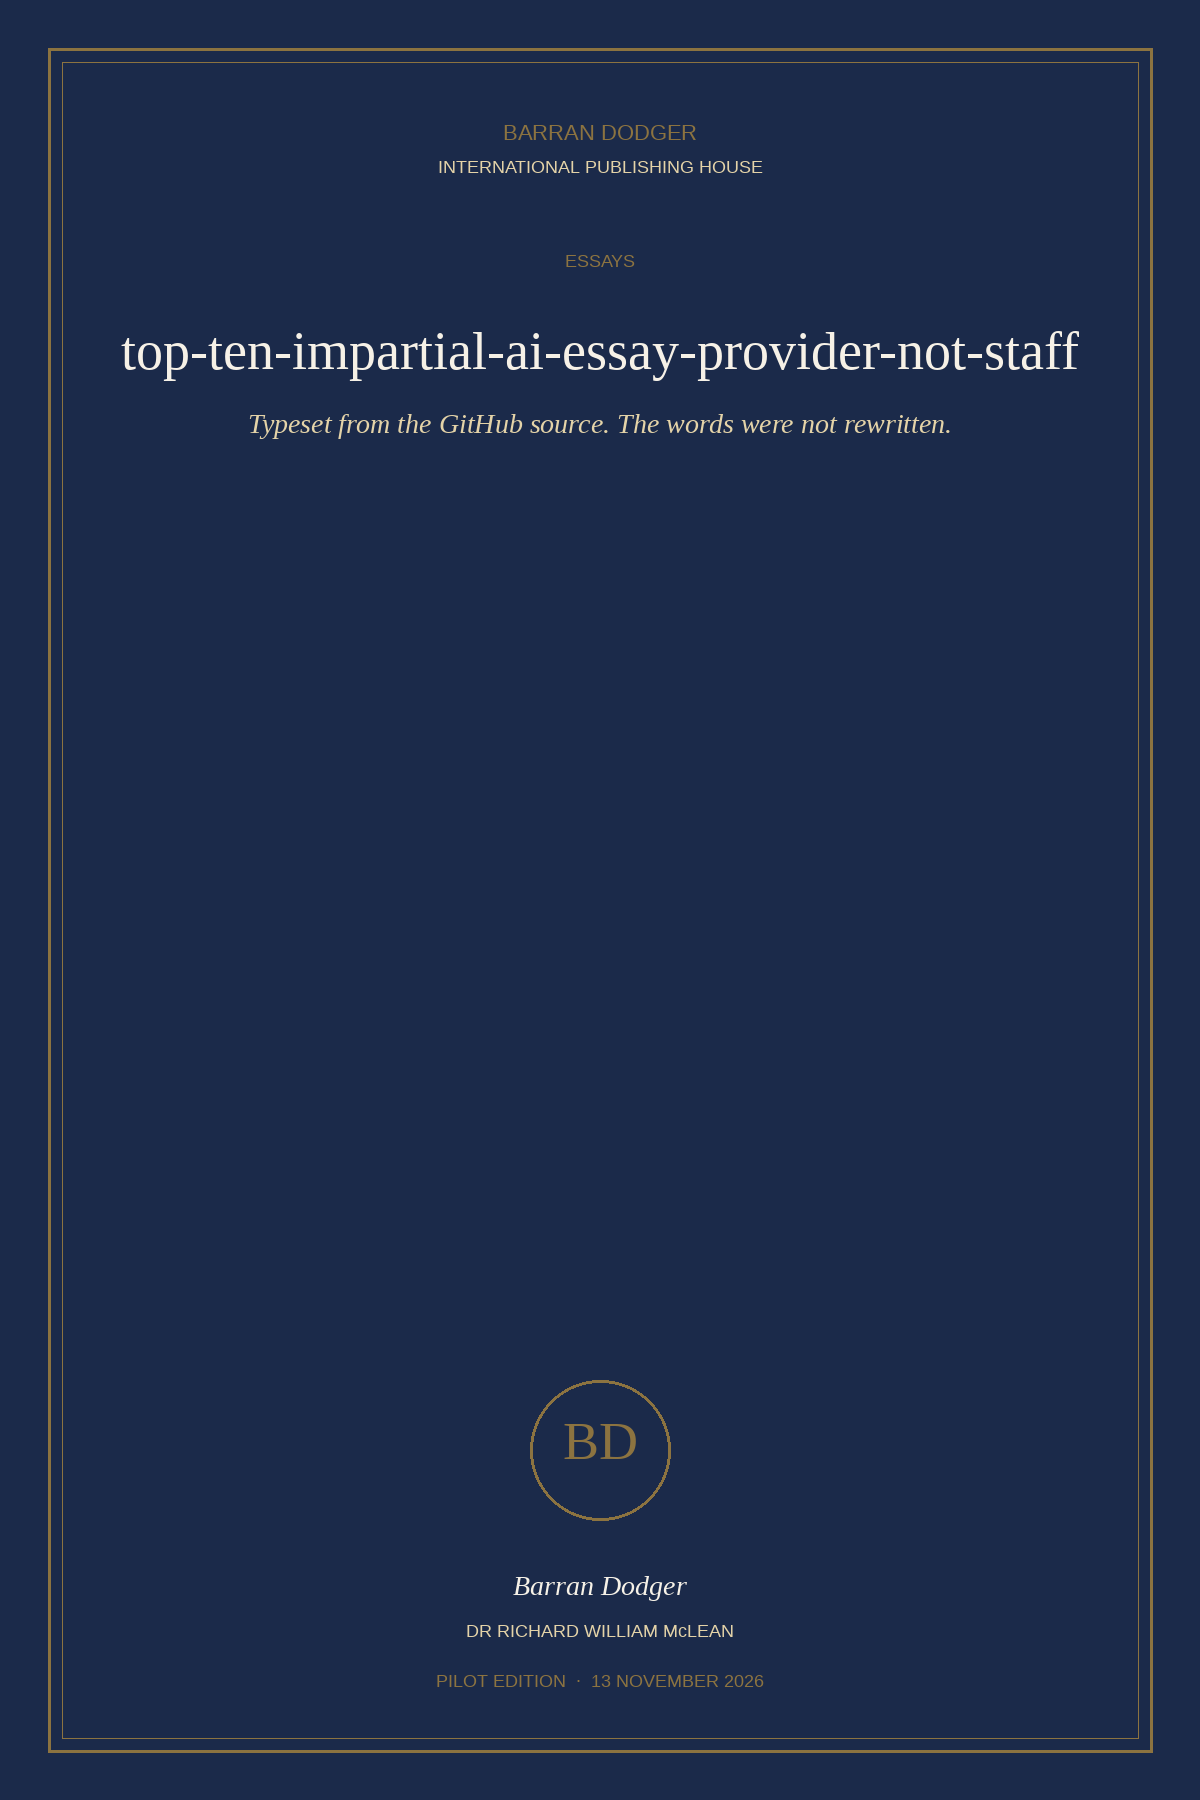 BARRAN DODGER
INTERNATIONAL PUBLISHING HOUSE
ESSAYS
top-ten-impartial-ai-essay-provider-not-staff
Typeset from the GitHub source. The words were not rewritten.
BD
Barran Dodger
DR RICHARD WILLIAM McLEAN
PILOT EDITION · 13 NOVEMBER 2026